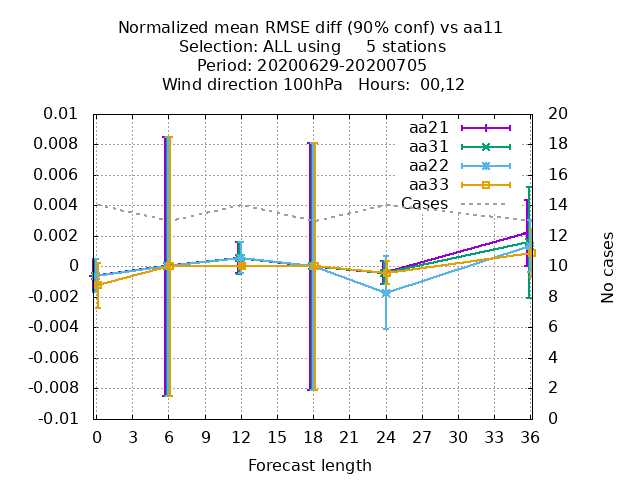 Normalized mean RMSE diff (90% conf) vs aa11
Selection: ALL using     5 stations
Period: 20200629-20200705
Wind direction 100hPa   Hours:  00,12
0.01
0.008
0.006
0.004
0.002
0
-0.002
-0.004
-0.006
-0.008
-0.01
aa21
aa31
aa22
aa33
Cases
20
18
16
14
12
10
8
6
4
2
0
No cases
0 3 6 9 12 15 18 21 24 27 30 33 36
Forecast length